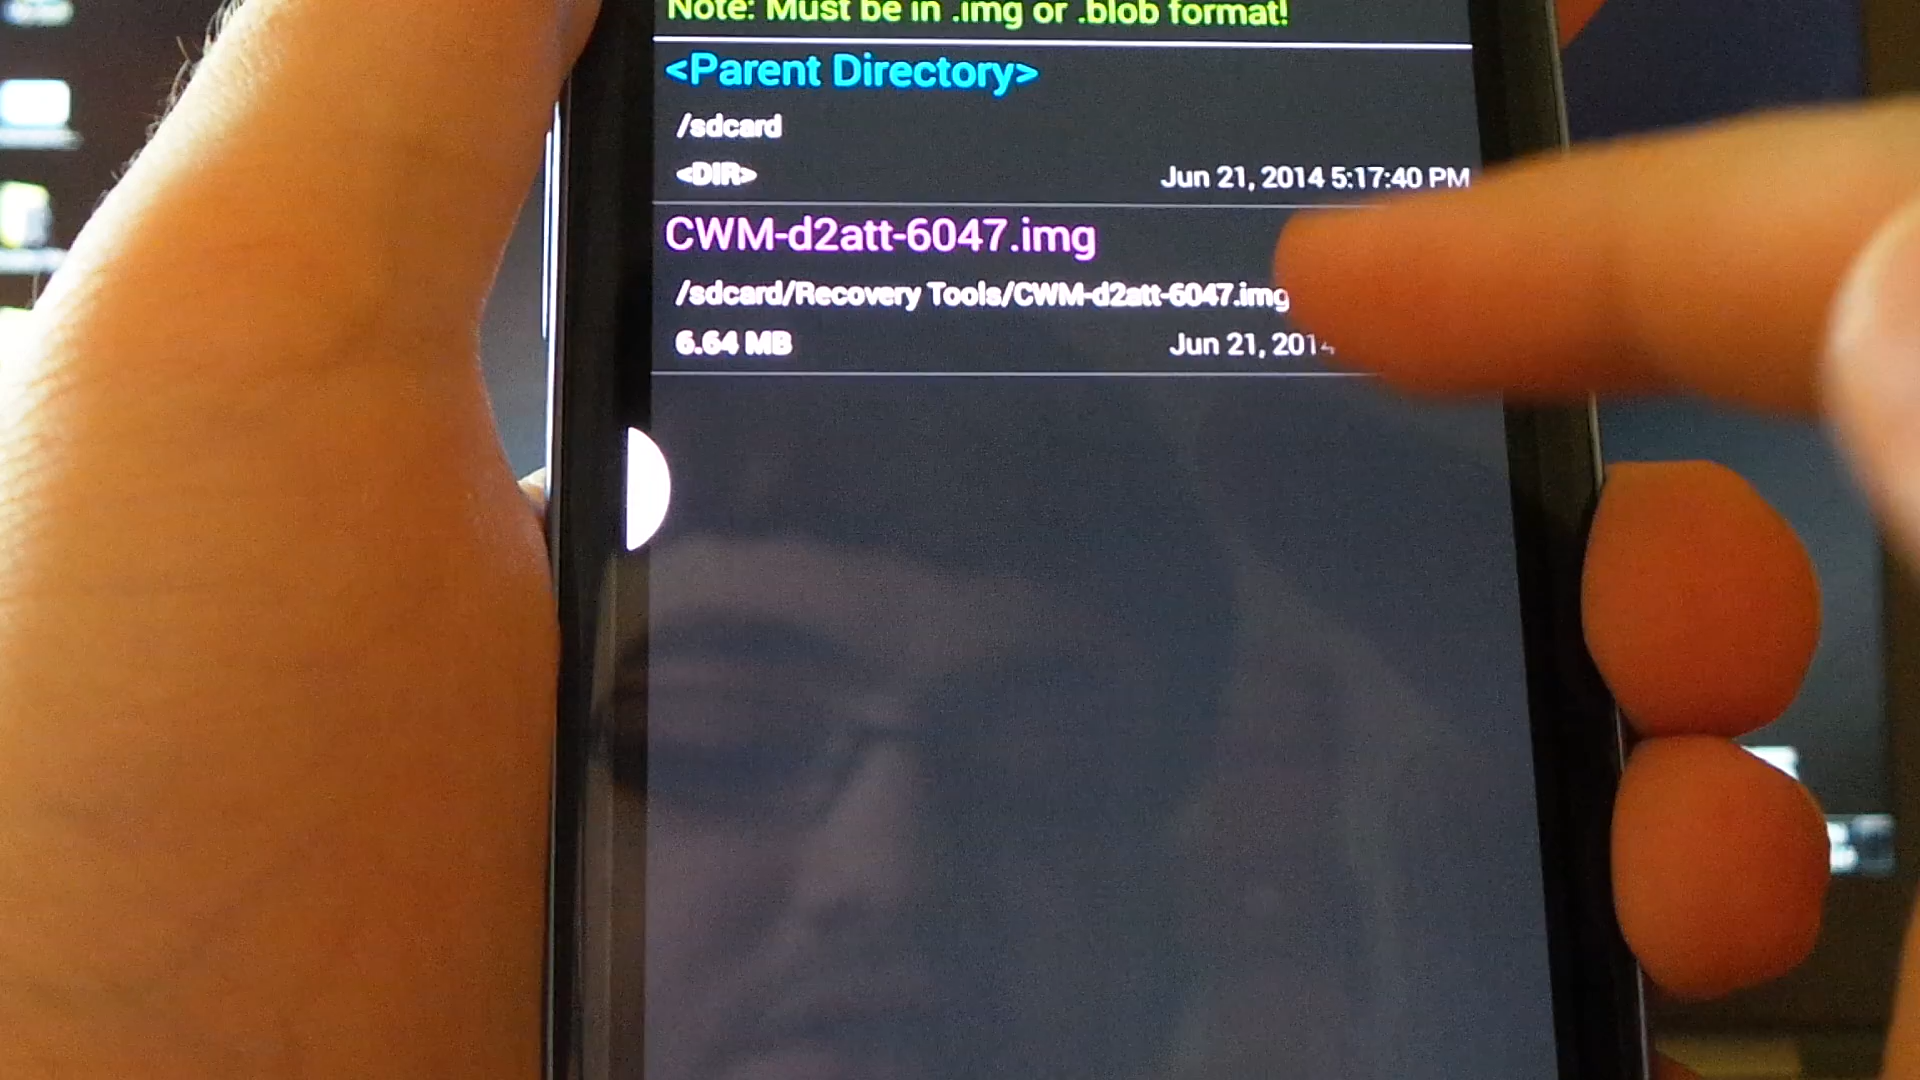 Note: Must be in .img or .blob format!
<Parent Directory>
/sdcard
<DIR> Jun 21, 2014 5:17:40 PM
CWM-d2att-6047.img
/sdcard/Recovery Tools/CWM-d2att-6047.img
6.64 MB Jun 21, 2014